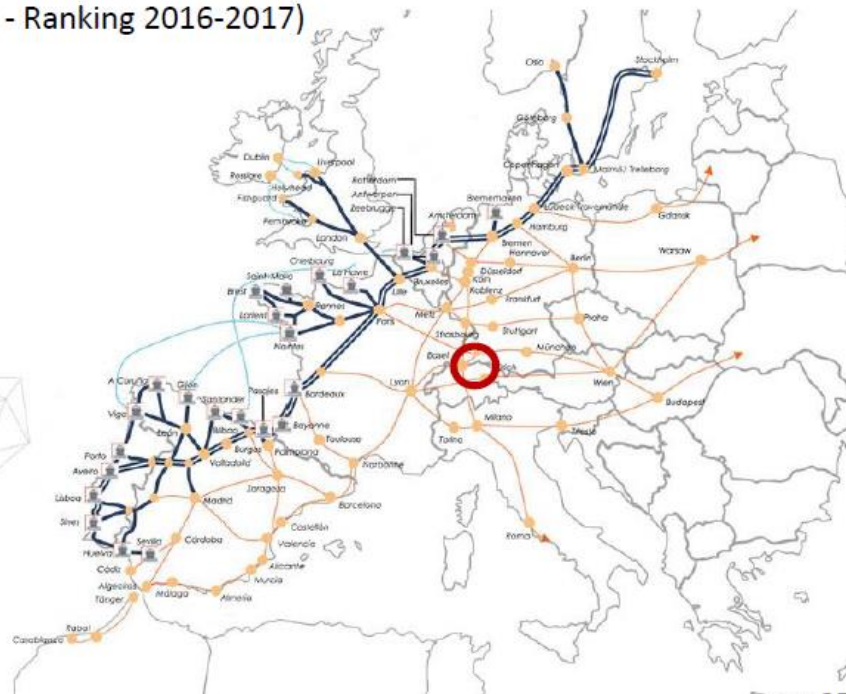 - Ranking 2016-2017)
Oslo
Stockholm
Göteborg
Copenhagen
Malmö/ Trelleborg
Dublin
Liverpool
Rosslare
Holyhead
Fishguard
Pembroke
London
Rotterdam
Antwerpen
Zeebrugge
Amsterdam
Bremerhaken
Lübeck-Travemünde
Hamburg
Bremen
Gdansk
Hannover
Berlin
Warsaw
Cherbourg
Le Havre
Saint-Malo
Brest
Rennes
Lorient
Nantes
Paris
Lille
Bruxelles
Düsseldorf
Köln
Koblenz
Frankfurt
Metz
Strasbourg
Stuttgart
Praha
München
Basel
Wien
Budapest
Lyon
Milano
Torino
Trieste
Roma
Bordeaux
Bayonne
Toulouse
Narbonne
A Coruña
Gijón
Santander
Pasajes
Bilbao
Vigo
León
Burgos
Pamplona
Valladolid
Porto
Aveiro
Zaragoza
Barcelona
Lisboa
Madrid
Castellón
Sines
Valencia
Córdoba
Alicante
Murcia
Huelva
Sevilla
Cádiz
Algeciras
Málaga
Almería
Tánger
Rabat
Casablanca